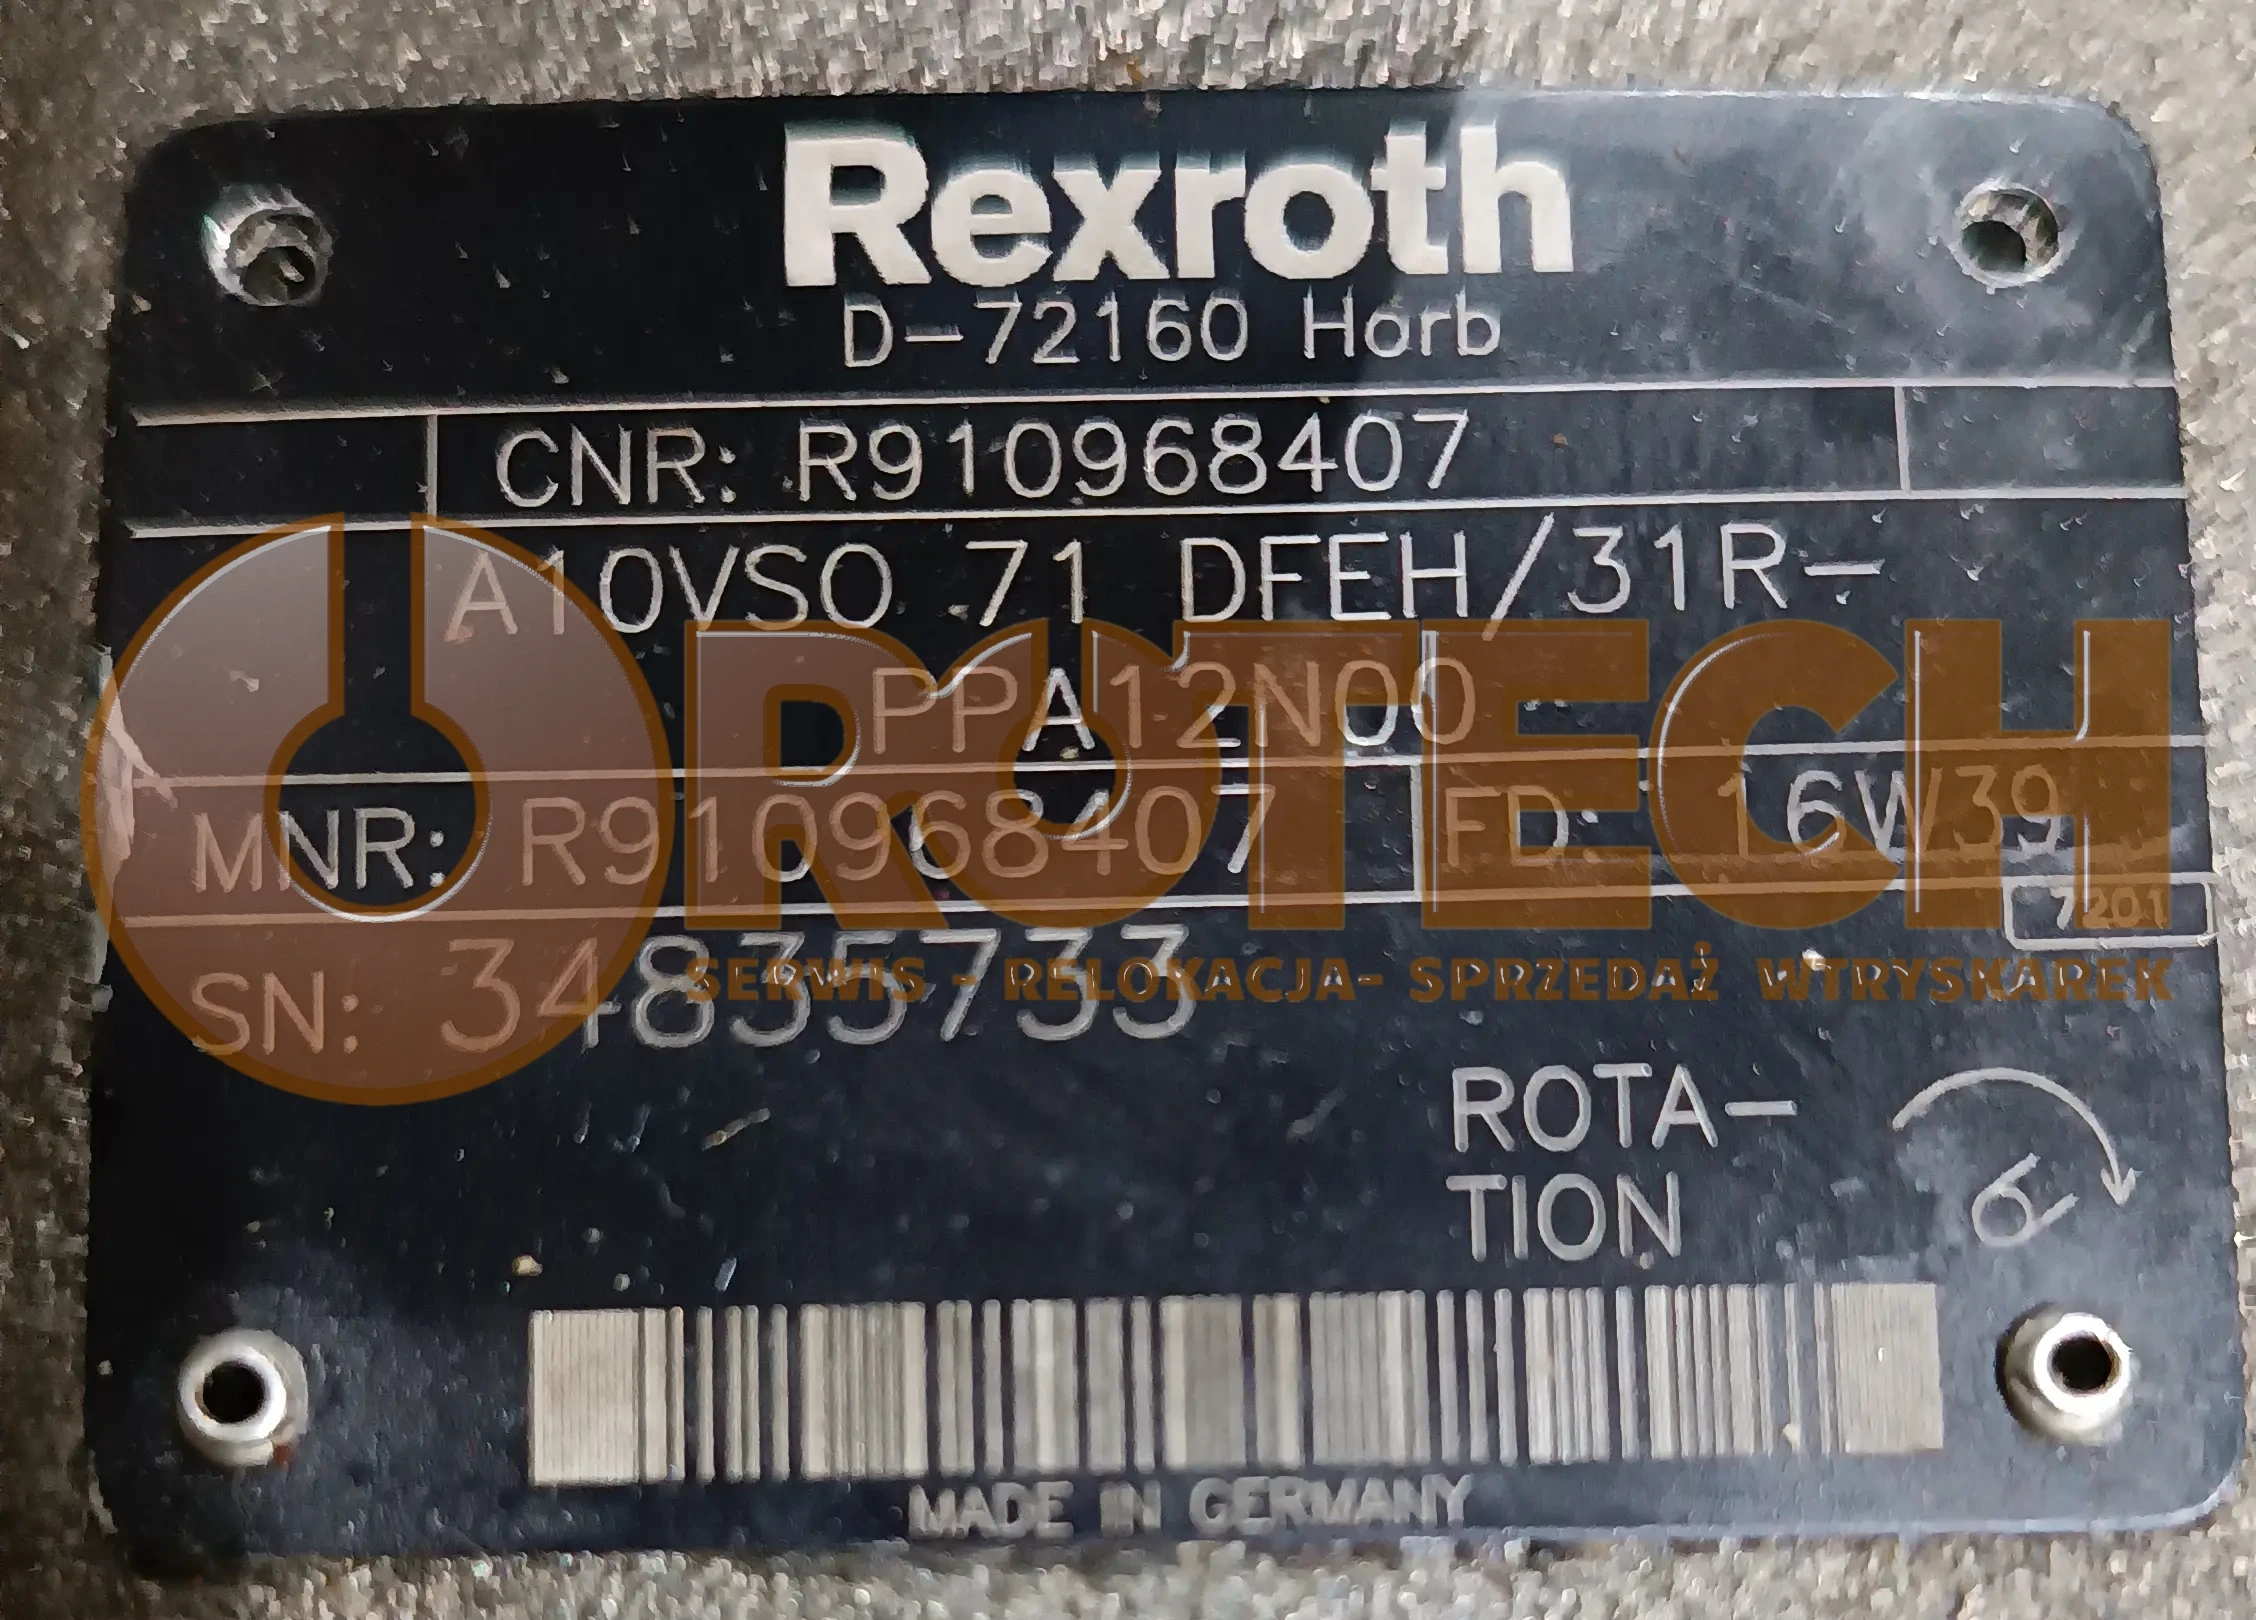 Rexroth
D-72160 Horb
CNR: R910968407
A10VSO 71 DFEH/31R-
PPA12N00
MNR: R910968407 FD: 16W39
7201
SN: 34835733
ROTECH
SERWIS - RELOKACJA- SPRZEDAŻ WTRYSKAREK
ROTA-
TION
MADE IN GERMANY